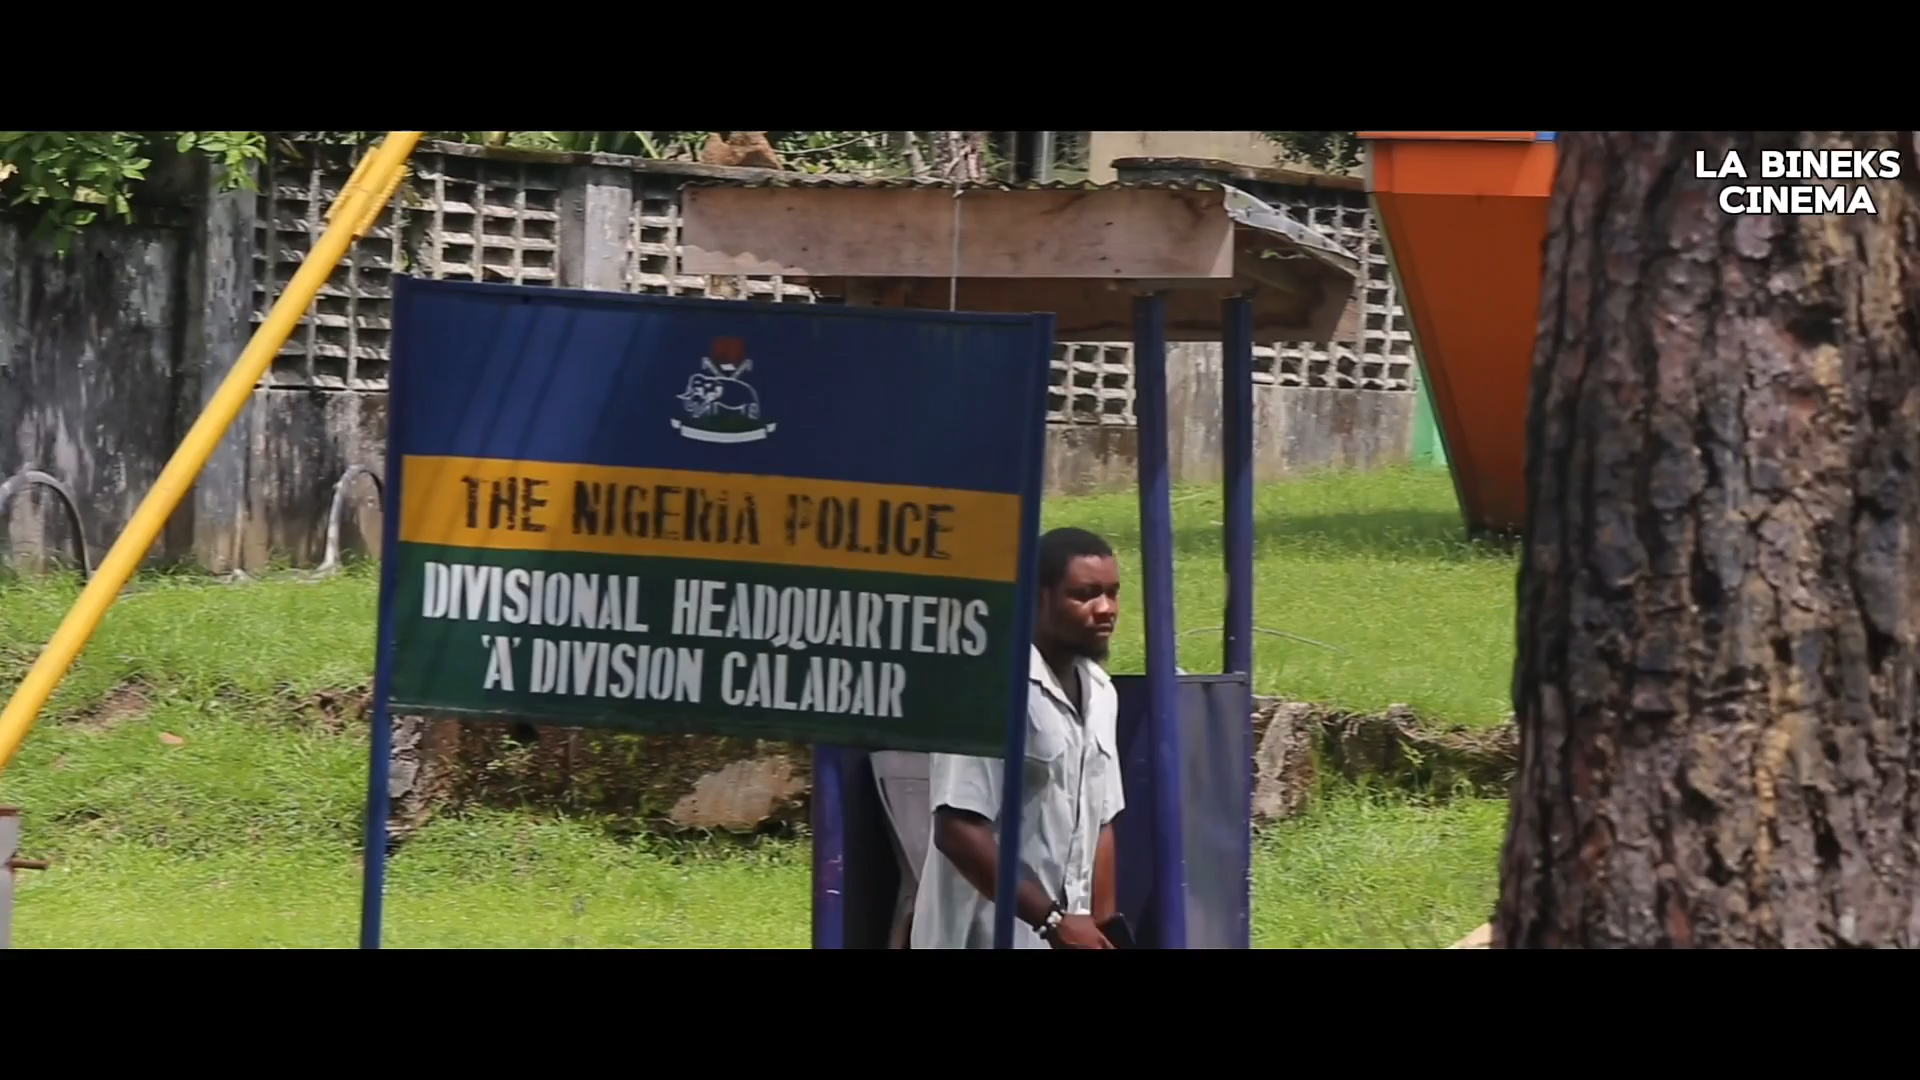 LA BINEKS
CINEMA
THE NIGERIA POLICE
DIVISIONAL HEADQUARTERS
'A' DIVISION CALABAR